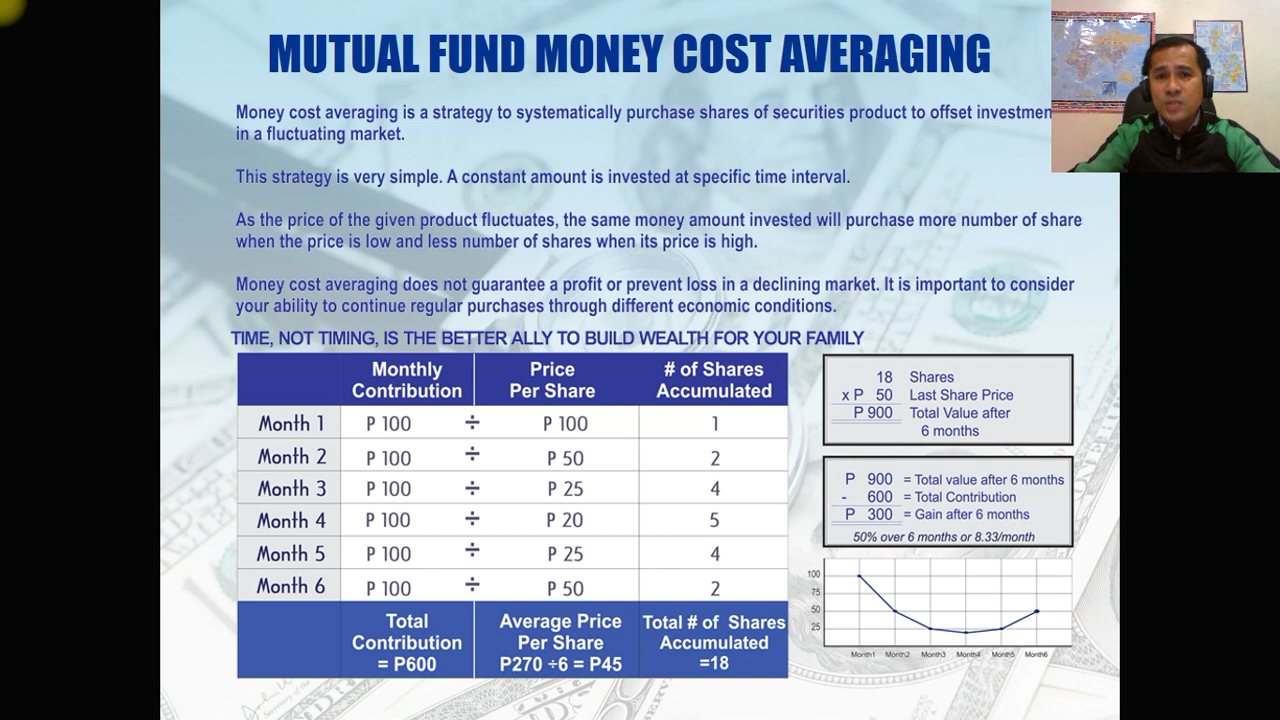 MUTUAL FUND MONEY COST AVERAGING
Money cost averaging is a strategy to systematically purchase shares of securities product to offset investmen
in a fluctuating market.
This strategy is very simple. A constant amount is invested at specific time interval.
As the price of the given product fluctuates, the same money amount invested will purchase more number of share
when the price is low and less number of shares when its price is high.
Money cost averaging does not guarantee a profit or prevent loss in a declining market. It is important to consider
your ability to continue regular purchases through different economic conditions.
TIME, NOT TIMING, IS THE BETTER ALLY TO BUILD WEALTH FOR YOUR FAMILY
Monthly Contribution Price Per Share # of Shares Accumulated
Month 1 P 100 ÷ P 100 1
Month 2 P 100 ÷ P 50 2
Month 3 P 100 ÷ P 25 4
Month 4 P 100 ÷ P 20 5
Month 5 P 100 ÷ P 25 4
Month 6 P 100 ÷ P 50 2
Total Contribution = P600 Average Price Per Share P270 ÷6 = P45 Total # of Shares Accumulated =18
18 Shares
x P 50 Last Share Price
P 900 Total Value after
6 months
P 900 = Total value after 6 months
- 600 = Total Contribution
P 300 = Gain after 6 months
50% over 6 months or 8.33/month
100
75
50
25
Month1 Month2 Month3 Month4 Month5 Month6